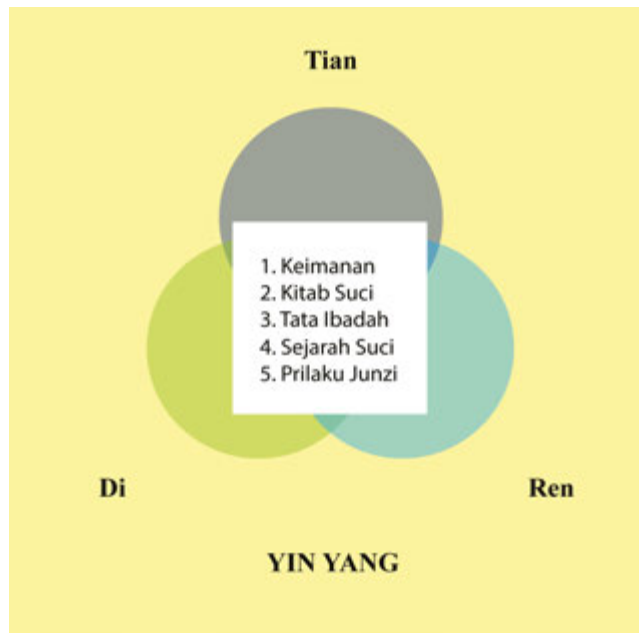 Tian
1. Keimanan
2. Kitab Suci
3. Tata Ibadah
4. Sejarah Suci
5. Prilaku Junzi
Di
Ren
YIN YANG